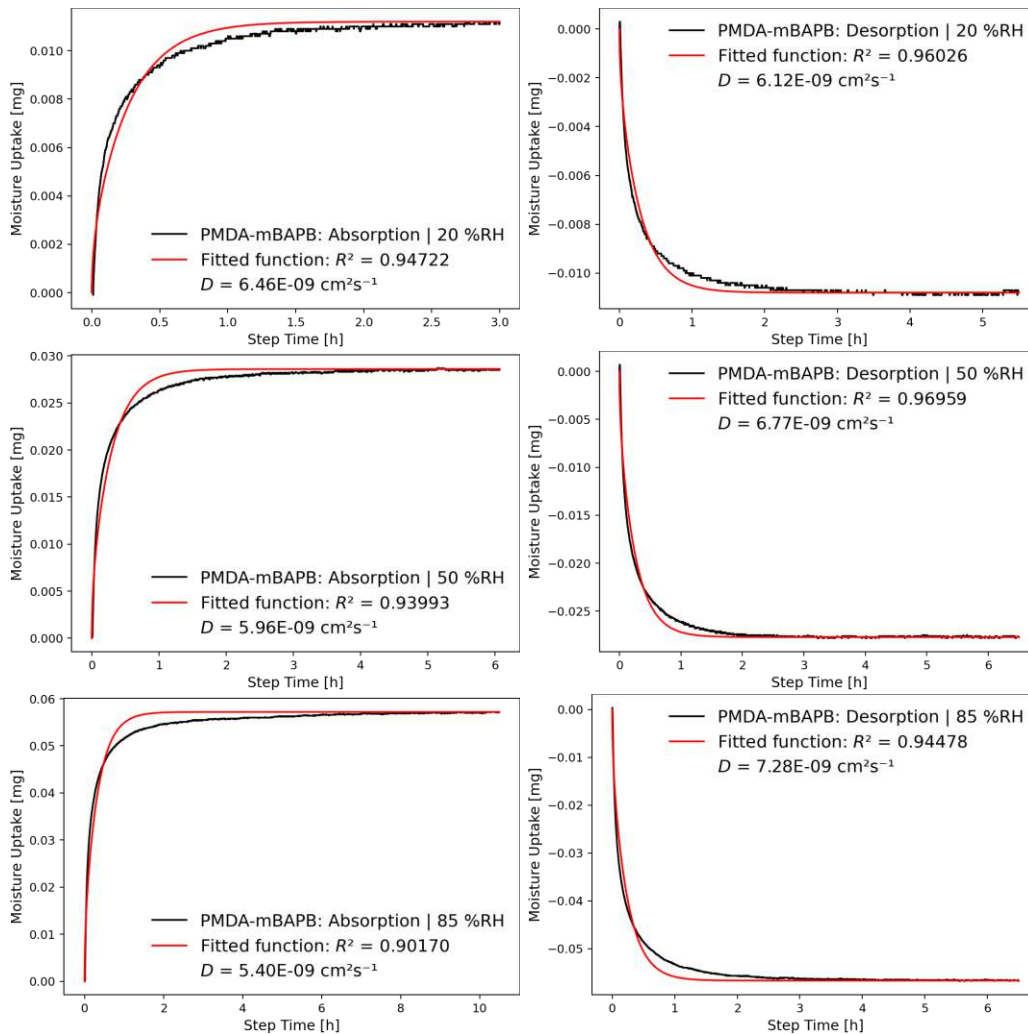 0.010
0.008
0.006
0.004
0.002
0.000
Moisture Uptake [mg]
PMDA-mBAPB: Absorption | 20 %RH
Fitted function: R² = 0.94722
D = 6.46E-09 cm²s⁻¹
0.0 0.5 1.0 1.5 2.0 2.5 3.0
Step Time [h]
0.000
−0.002
−0.004
−0.006
−0.008
−0.010
Moisture Uptake [mg]
PMDA-mBAPB: Desorption | 20 %RH
Fitted function: R² = 0.96026
D = 6.12E-09 cm²s⁻¹
0 1 2 3 4 5
Step Time [h]
0.030
0.025
0.020
0.015
0.010
0.005
0.000
Moisture Uptake [mg]
PMDA-mBAPB: Absorption | 50 %RH
Fitted function: R² = 0.93993
D = 5.96E-09 cm²s⁻¹
0 1 2 3 4 5 6
Step Time [h]
0.000
−0.005
−0.010
−0.015
−0.020
−0.025
Moisture Uptake [mg]
PMDA-mBAPB: Desorption | 50 %RH
Fitted function: R² = 0.96959
D = 6.77E-09 cm²s⁻¹
0 1 2 3 4 5 6
Step Time [h]
0.06
0.05
0.04
0.03
0.02
0.01
0.00
Moisture Uptake [mg]
PMDA-mBAPB: Absorption | 85 %RH
Fitted function: R² = 0.90170
D = 5.40E-09 cm²s⁻¹
0 2 4 6 8 10
Step Time [h]
0.00
−0.01
−0.02
−0.03
−0.04
−0.05
Moisture Uptake [mg]
PMDA-mBAPB: Desorption | 85 %RH
Fitted function: R² = 0.94478
D = 7.28E-09 cm²s⁻¹
0 1 2 3 4 5 6
Step Time [h]